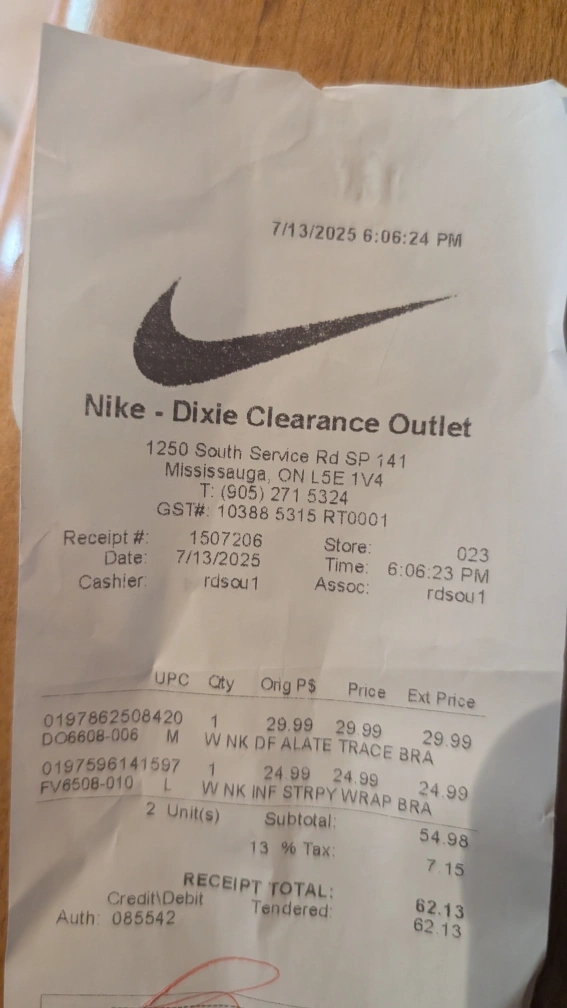 7/13/2025 6:06:24 PM
Nike - Dixie Clearance Outlet
1250 South Service Rd SP 141
Mississauga, ON L5E 1V4
T: (905) 271 5324
GST#: 10388 5315 RT0001
Receipt #: 1507206 Store: 023
Date: 7/13/2025 Time: 6:06:23 PM
Cashier: rdsou1 Assoc: rdsou1
UPC Qty Orig P$ Price Ext Price
0197862508420 1 29.99 29.99 29.99
DO6608-006 M W NK DF ALATE TRACE BRA
0197596141597 1 24.99 24.99 24.99
FV6508-010 L W NK INF STRPY WRAP BRA
2 Unit(s) Subtotal: 54.98
13 % Tax: 7.15
RECEIPT TOTAL: 62.13
Credit\Debit Tendered: 62.13
Auth: 085542